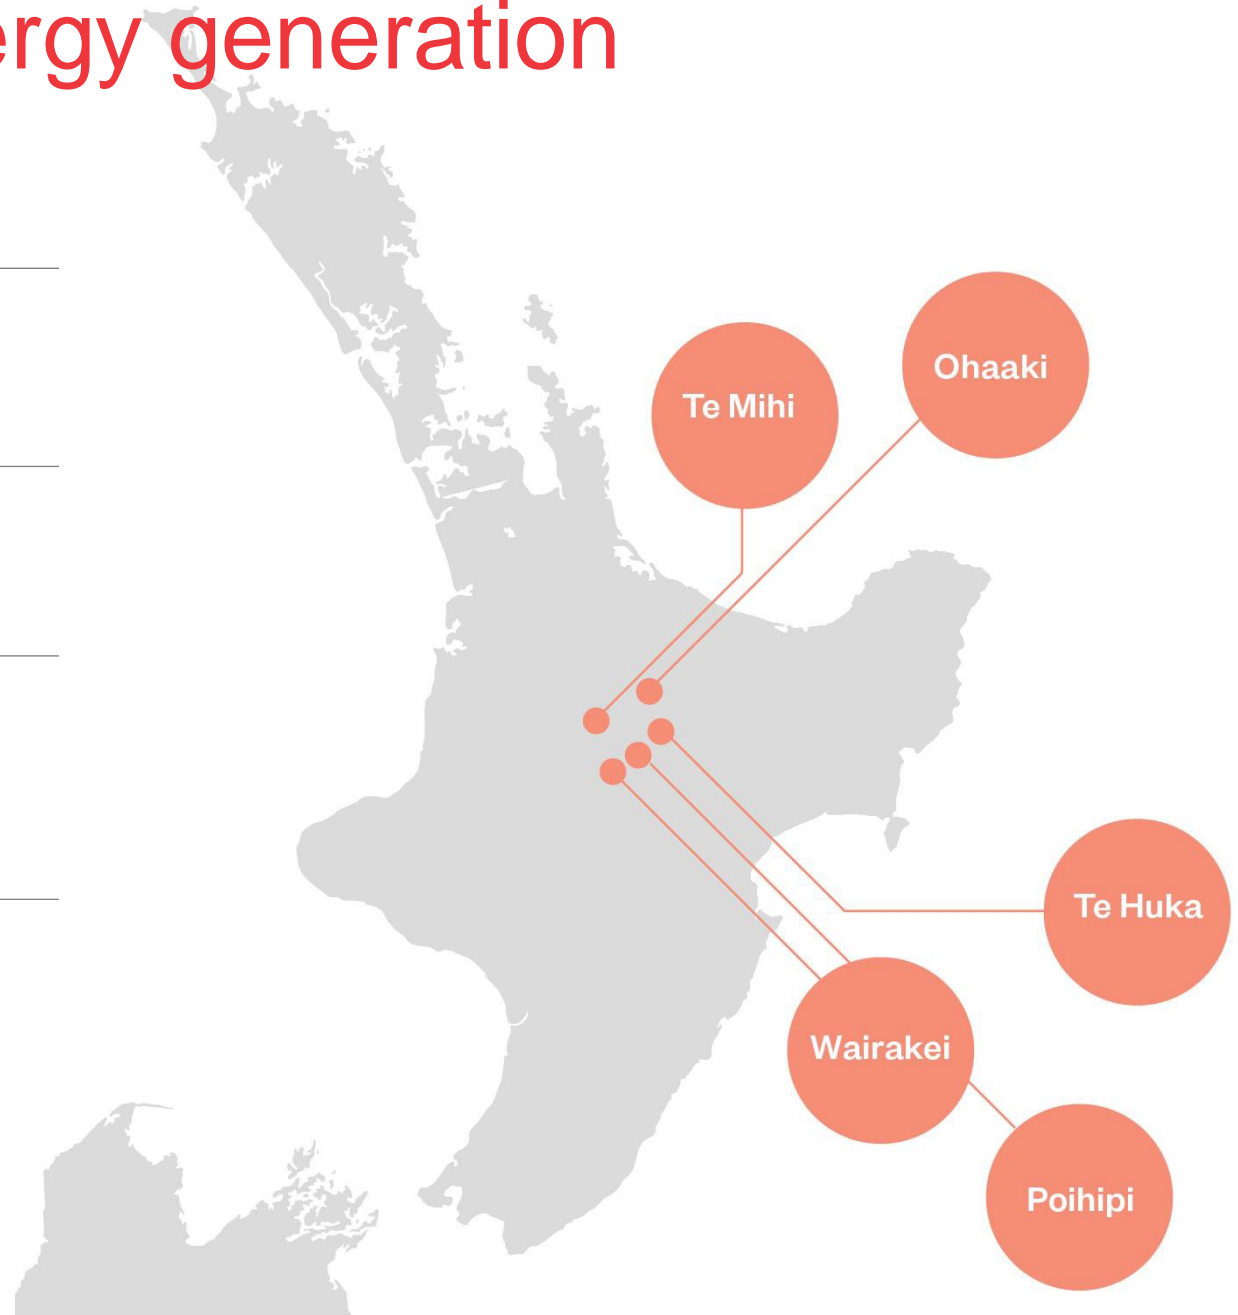 ergy generation
Ohaaki
Te Mihi
Te Huka
Wairakei
Poihipi